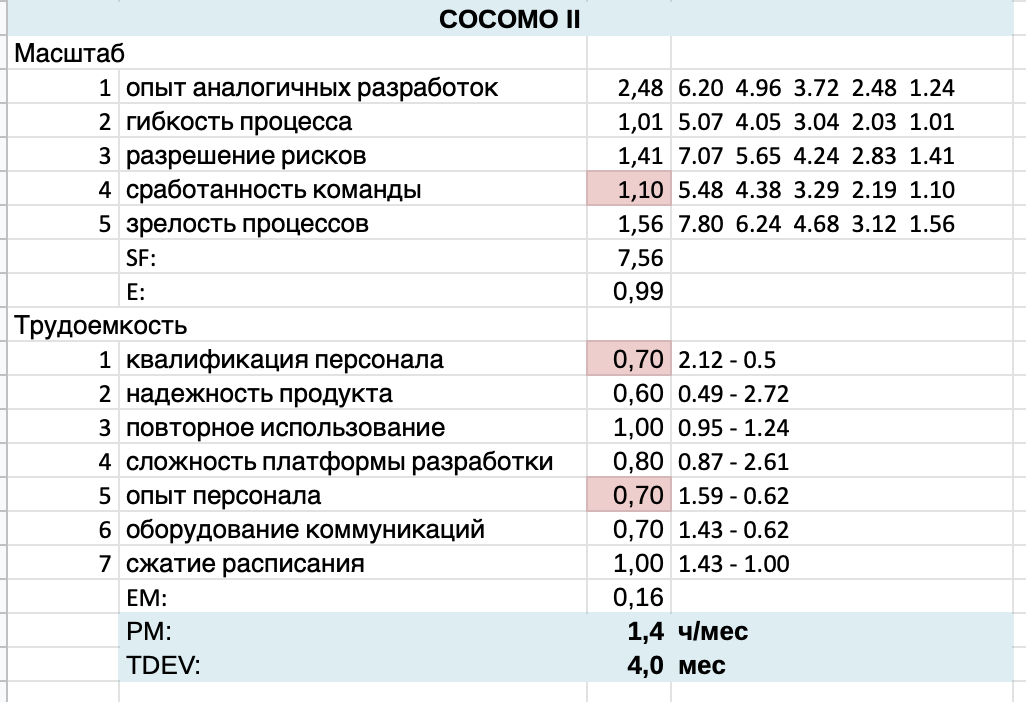 COCOMO II
Масштаб
1 опыт аналогичных разработок 2,48 6.20 4.96 3.72 2.48 1.24
2 гибкость процесса 1,01 5.07 4.05 3.04 2.03 1.01
3 разрешение рисков 1,41 7.07 5.65 4.24 2.83 1.41
4 сработанность команды 1,10 5.48 4.38 3.29 2.19 1.10
5 зрелость процессов 1,56 7.80 6.24 4.68 3.12 1.56
SF: 7,56
E: 0,99
Трудоемкость
1 квалификация персонала 0,70 2.12 - 0.5
2 надежность продукта 0,60 0.49 - 2.72
3 повторное использование 1,00 0.95 - 1.24
4 сложность платформы разработки 0,80 0.87 - 2.61
5 опыт персонала 0,70 1.59 - 0.62
6 оборудование коммуникаций 0,70 1.43 - 0.62
7 сжатие расписания 1,00 1.43 - 1.00
EM: 0,16
PM: 1,4 ч/мес
TDEV: 4,0 мес